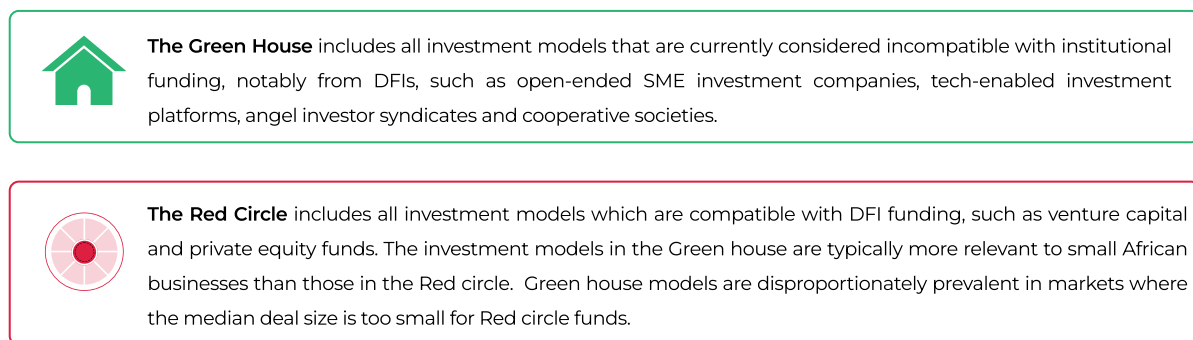 The Green House includes all investment models that are currently considered incompatible with institutional
funding, notably from DFIs, such as open-ended SME investment companies, tech-enabled investment
platforms, angel investor syndicates and cooperative societies.
The Red Circle includes all investment models which are compatible with DFI funding, such as venture capital
and private equity funds. The investment models in the Green house are typically more relevant to small African
businesses than those in the Red circle.  Green house models are disproportionately prevalent in markets where
the median deal size is too small for Red circle funds.